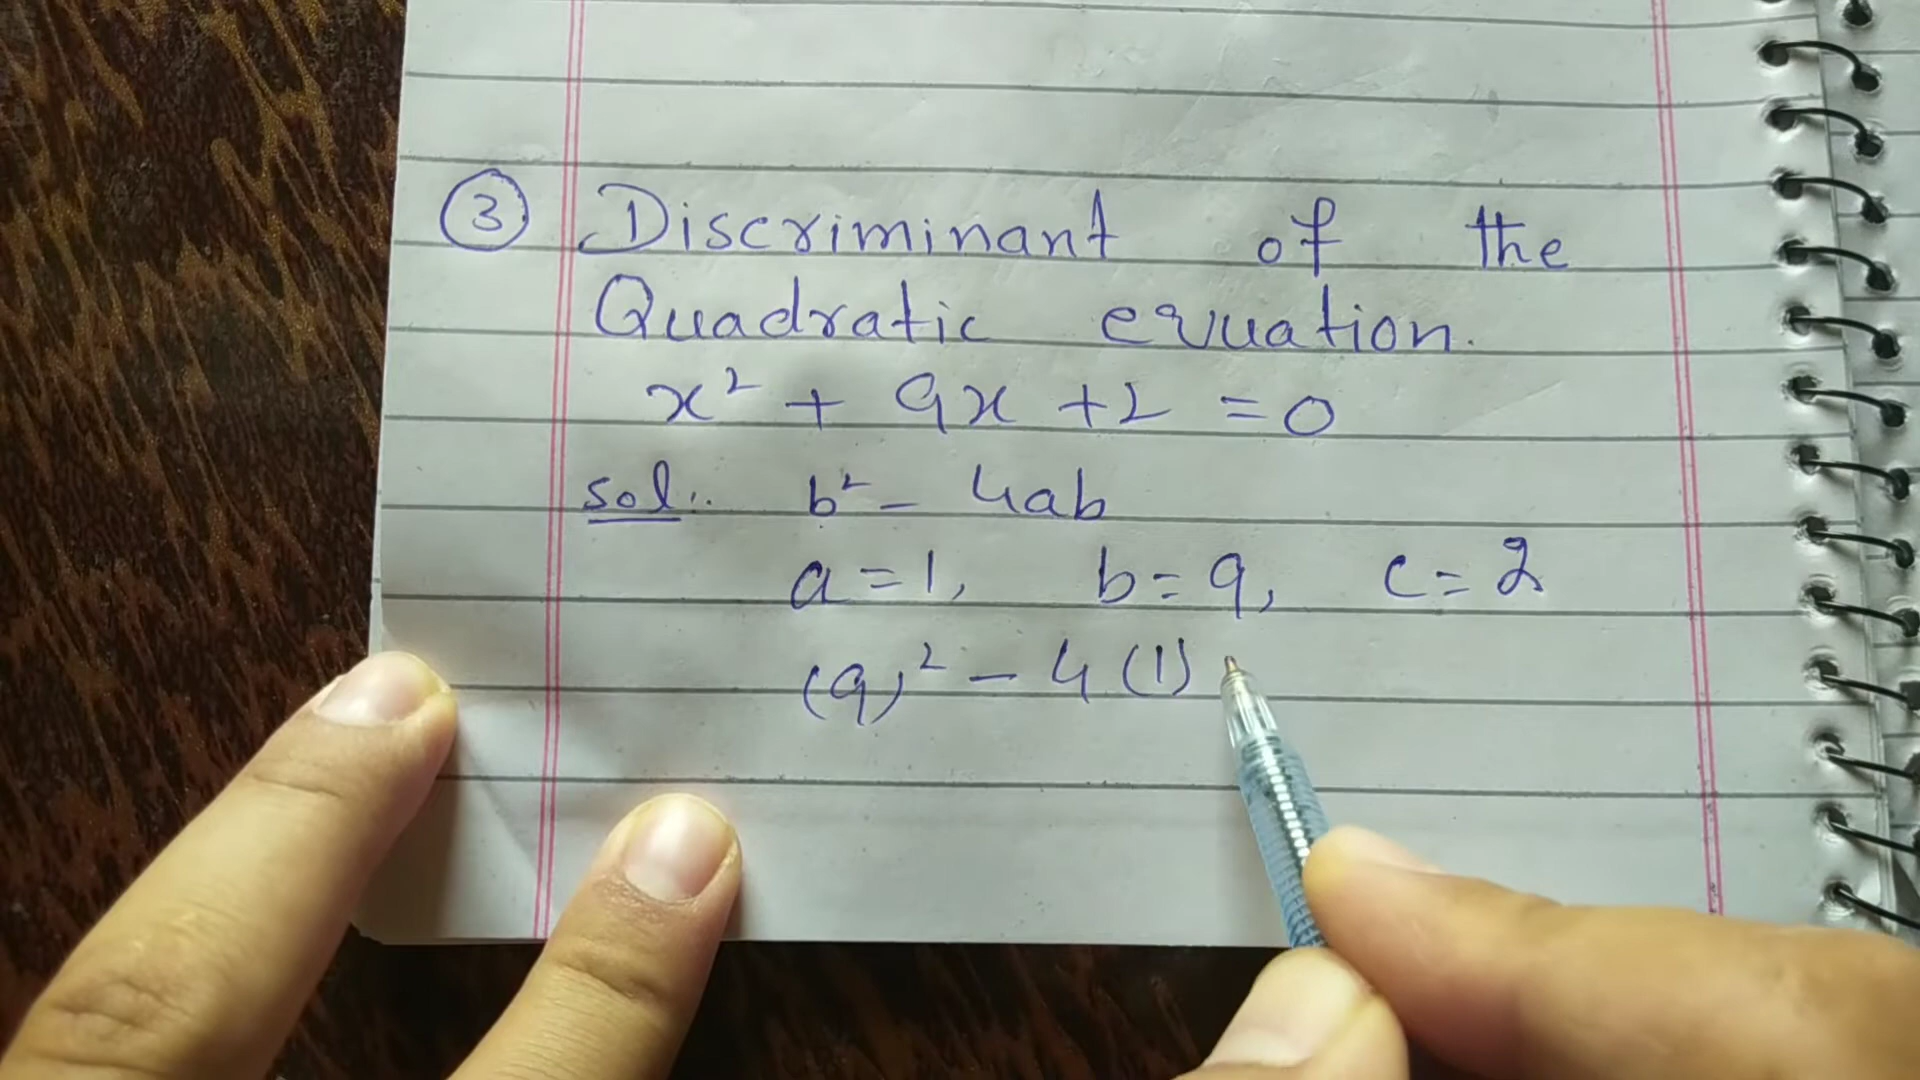 ③ Discriminant of the
Quadratic equation.
x² + 9x + 2 = 0
sol:. b² - 4ab
a = 1, b = 9, c = 2
(9)² - 4 (1)